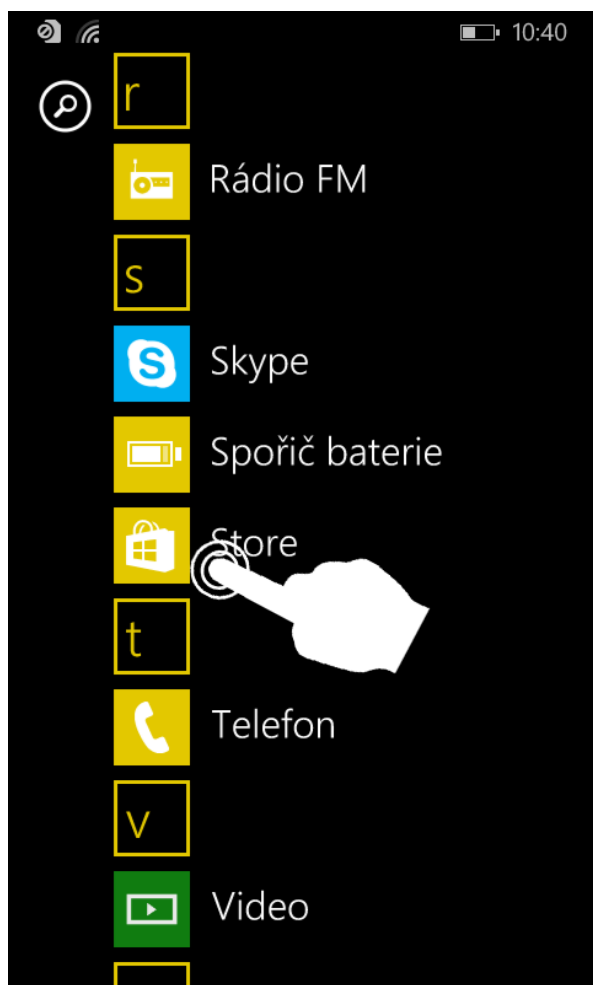 10:40
r
Rádio FM
s
Skype
Spořič baterie
Store
t
Telefon
v
Video